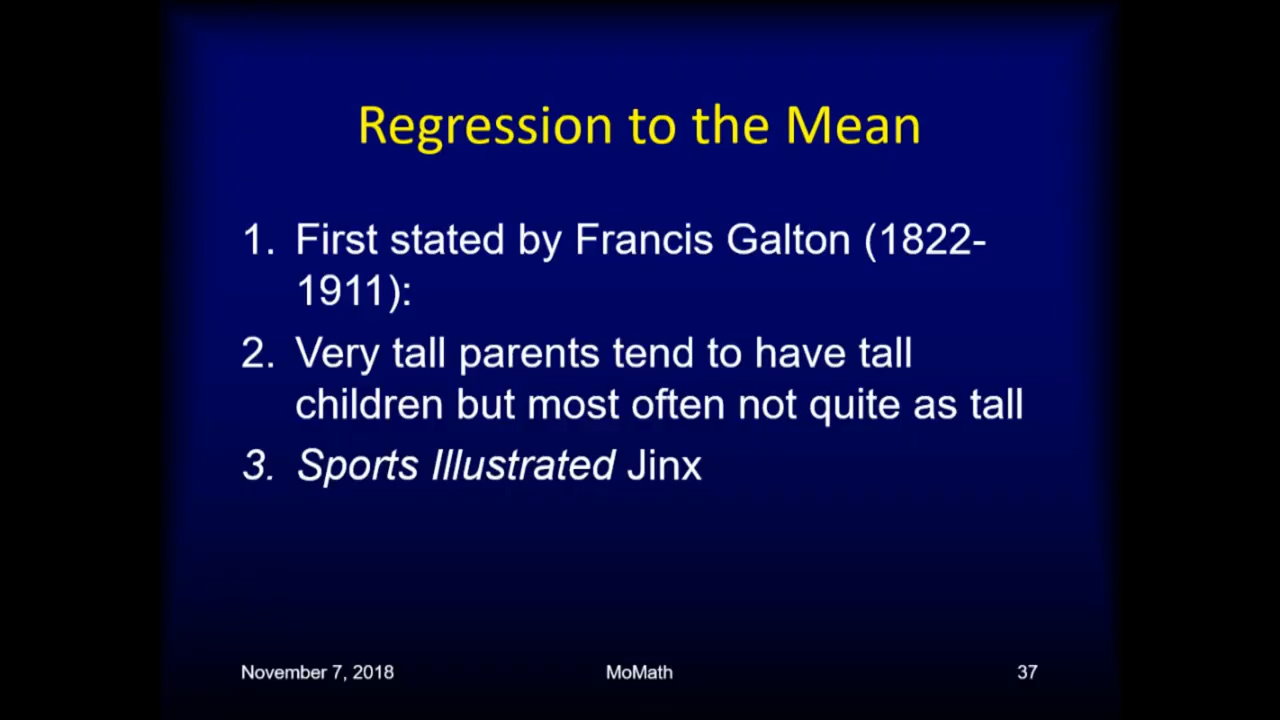 Regression to the Mean
1. First stated by Francis Galton (1822-
1911):
2. Very tall parents tend to have tall
children but most often not quite as tall
3. Sports Illustrated Jinx
November 7, 2018 MoMath 37